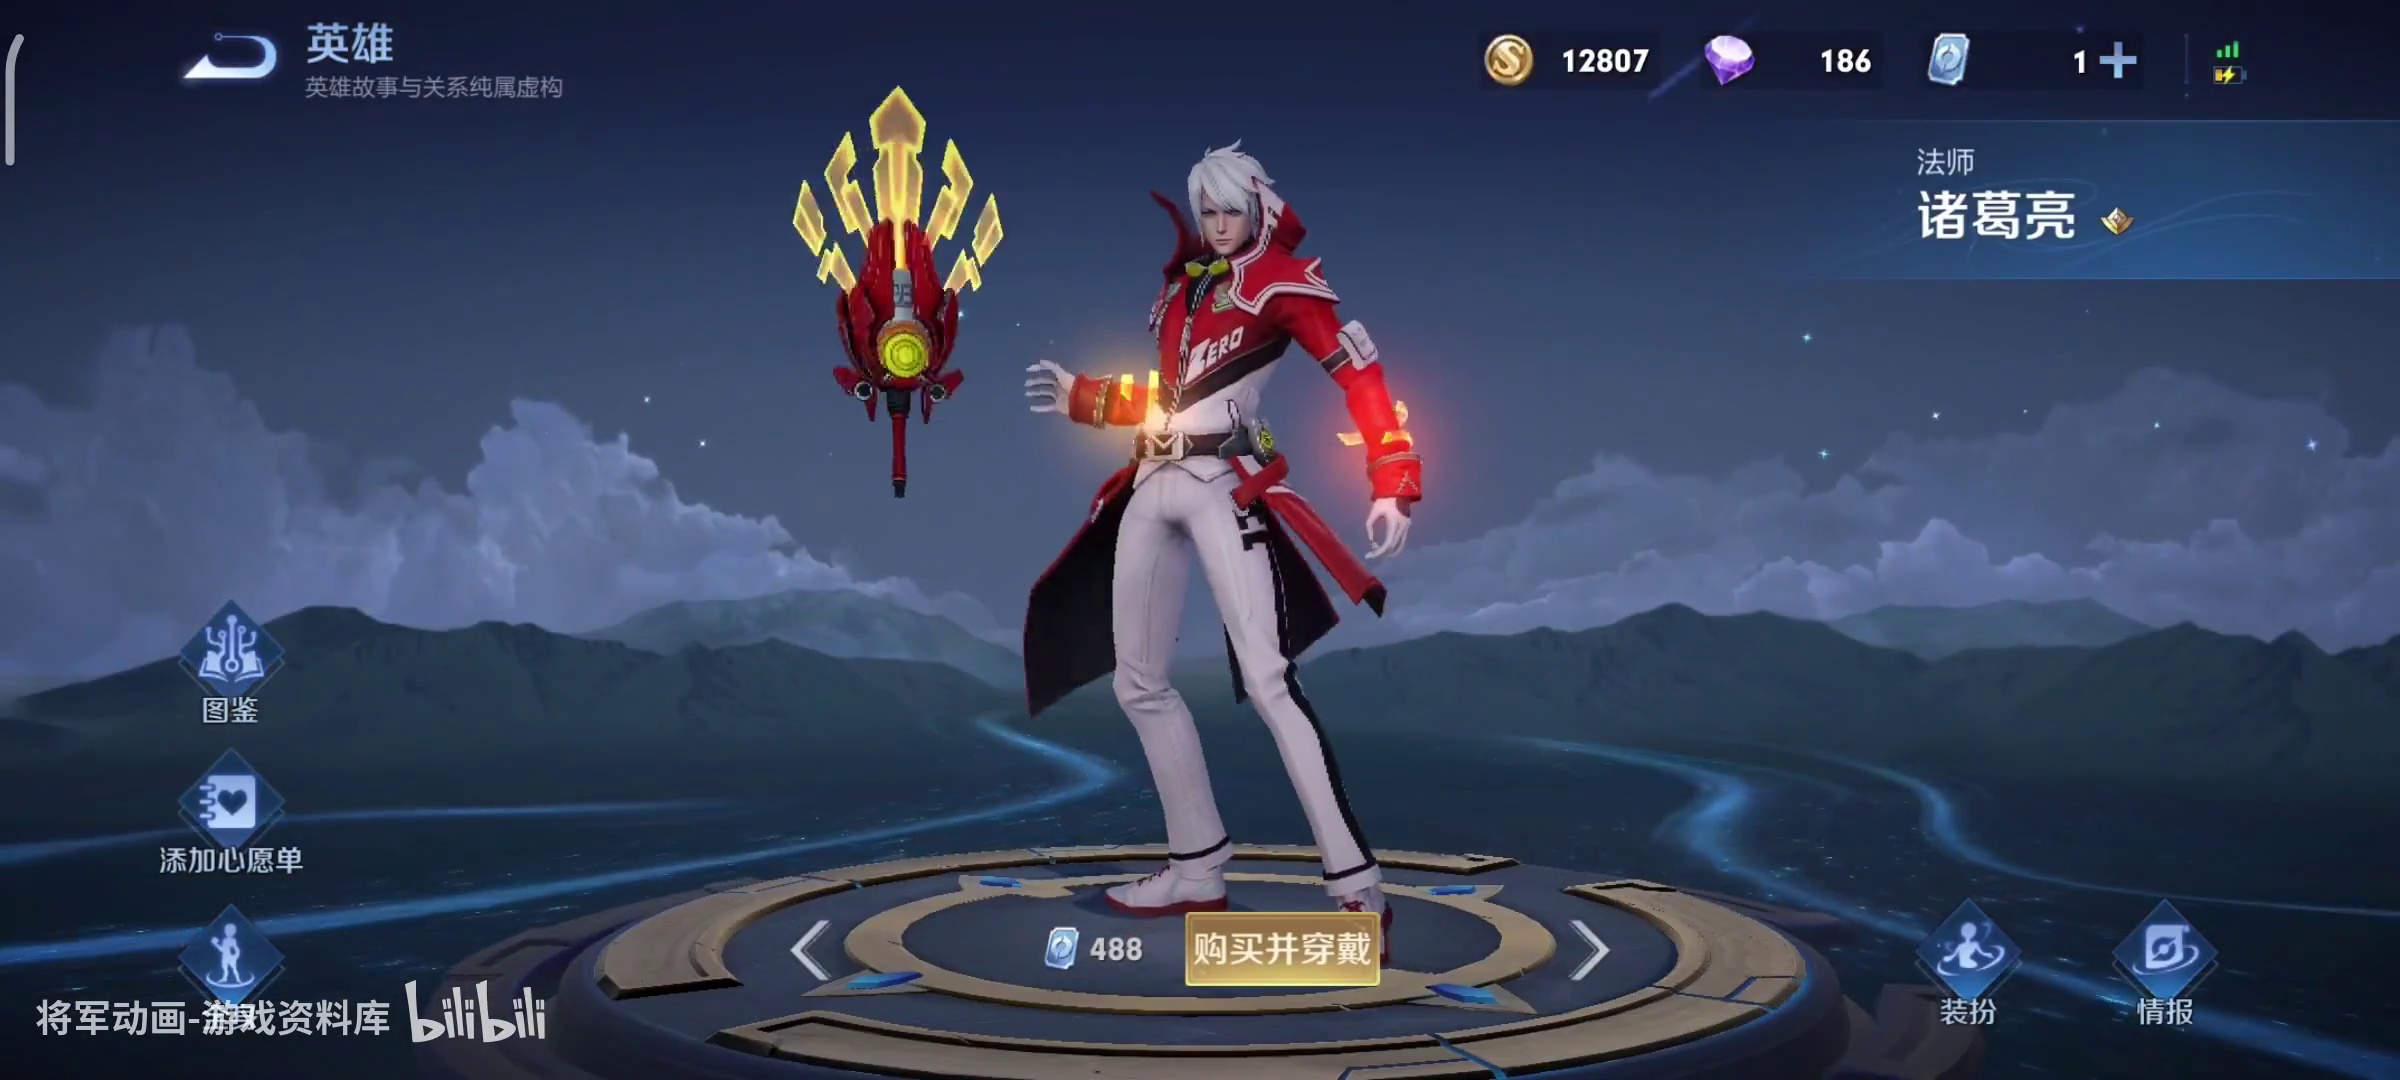 英雄
英雄故事与关系纯属虚构
12807
186
1
法师
诸葛亮
ZERO
图鉴
添加心愿单
488
购买并穿戴
装扮
情报
将军动画-游戏资料库 bilibili